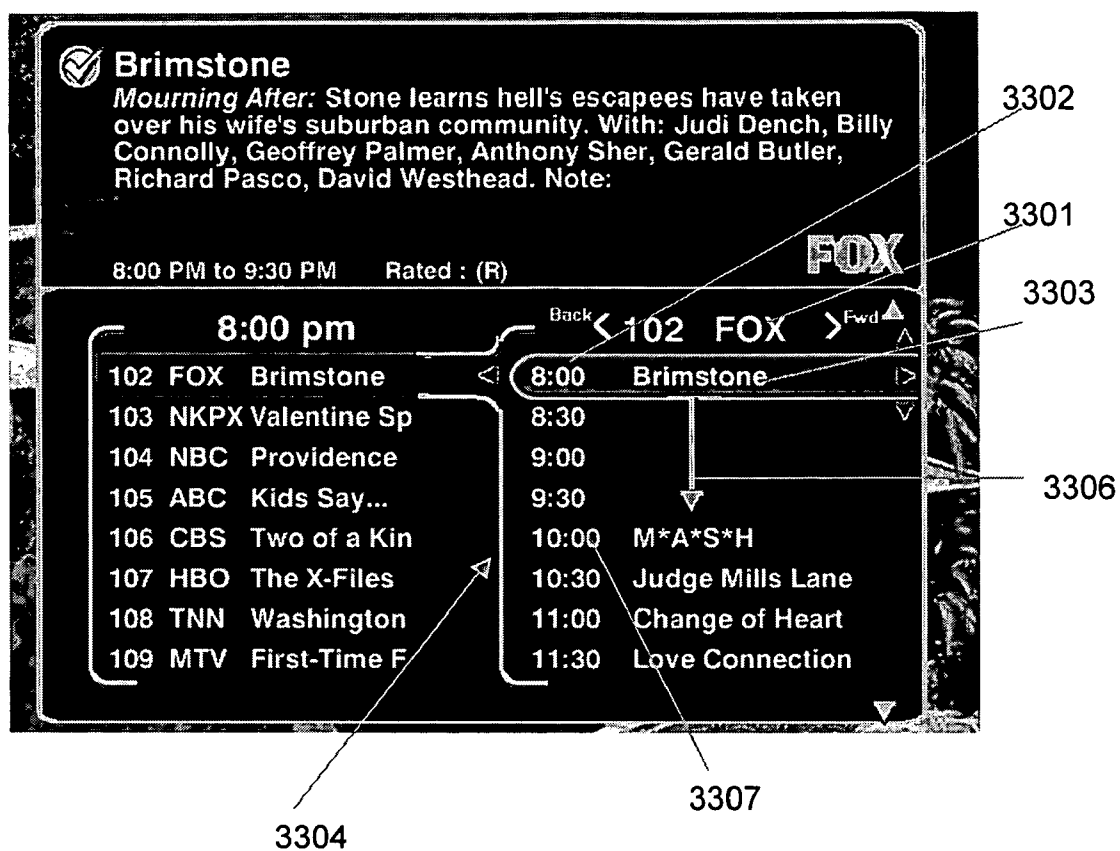 Brimstone
Mourning After: Stone learns hell's escapees have taken
over his wife's suburban community. With: Judi Dench, Billy
Connolly, Geoffrey Palmer, Anthony Sher, Gerald Butler,
Richard Pasco, David Westhead. Note:
FOX
8:00 PM to 9:30 PM Rated : (R)
8:00 pm
102 FOX Brimstone
103 NKPX Valentine Sp
104 NBC Providence
105 ABC Kids Say...
106 CBS Two of a Kin
107 HBO The X-Files
108 TNN Washington
109 MTV First-Time F
Back < 102 FOX > Fwd
8:00 Brimstone
8:30
9:00
9:30
10:00 M*A*S*H
10:30 Judge Mills Lane
11:00 Change of Heart
11:30 Love Connection
3302
3301
3303
3306
3307
3304